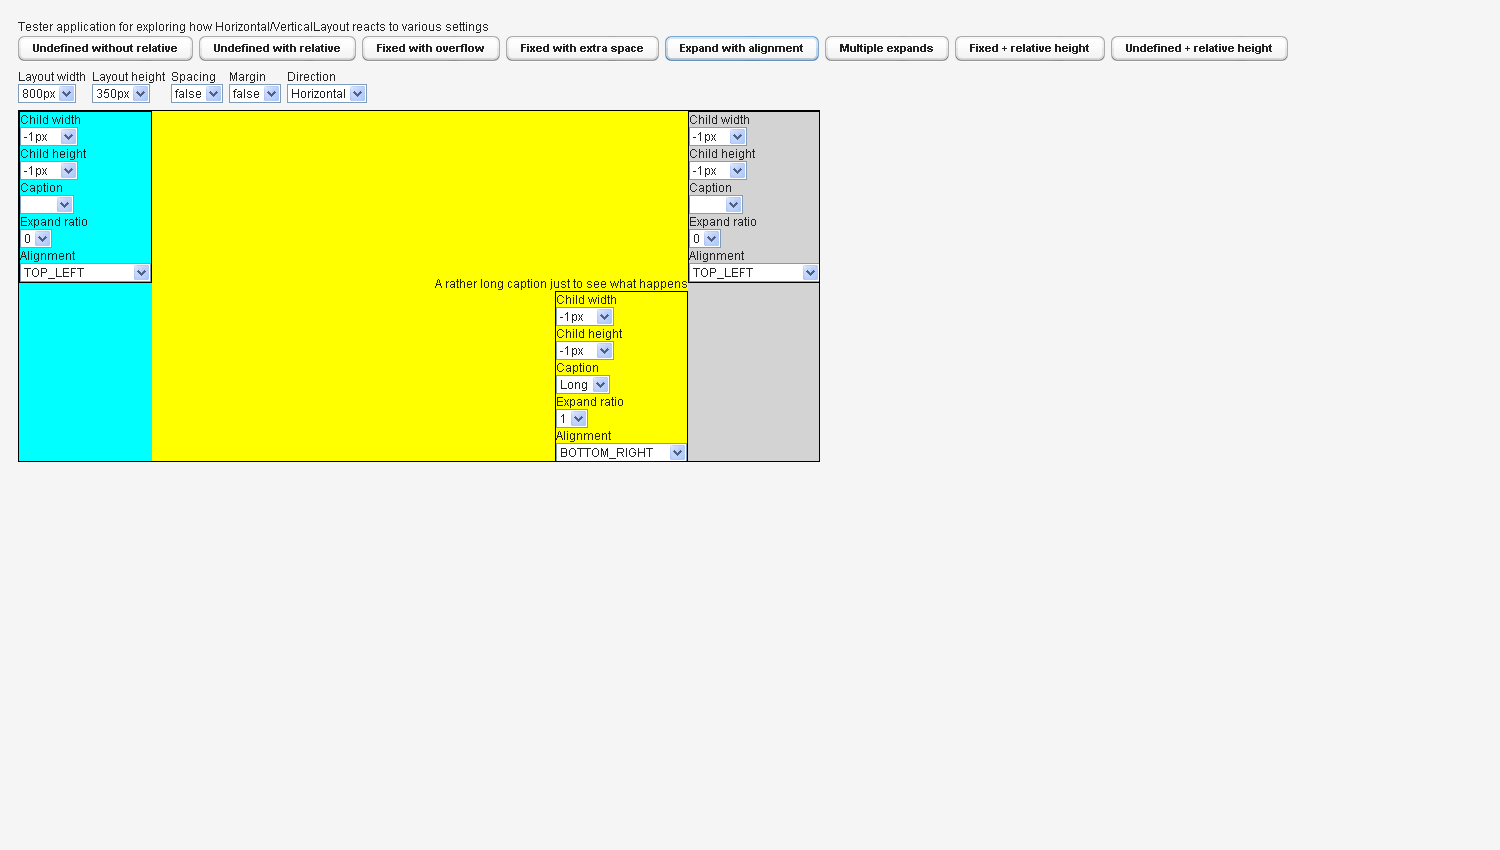 Tester application for exploring how Horizontal/VerticalLayout reacts to various settings
Undefined without relative Undefined with relative Fixed with overflow Fixed with extra space Expand with alignment Multiple expands Fixed + relative height Undefined + relative height
Layout width Layout height Spacing Margin Direction
800px 350px false false Horizontal
Child width
-1px
Child height
-1px
Caption
Expand ratio
0
Alignment
TOP_LEFT
A rather long caption just to see what happens
Child width
-1px
Child height
-1px
Caption
Long
Expand ratio
1
Alignment
BOTTOM_RIGHT
Child width
-1px
Child height
-1px
Caption
Expand ratio
0
Alignment
TOP_LEFT